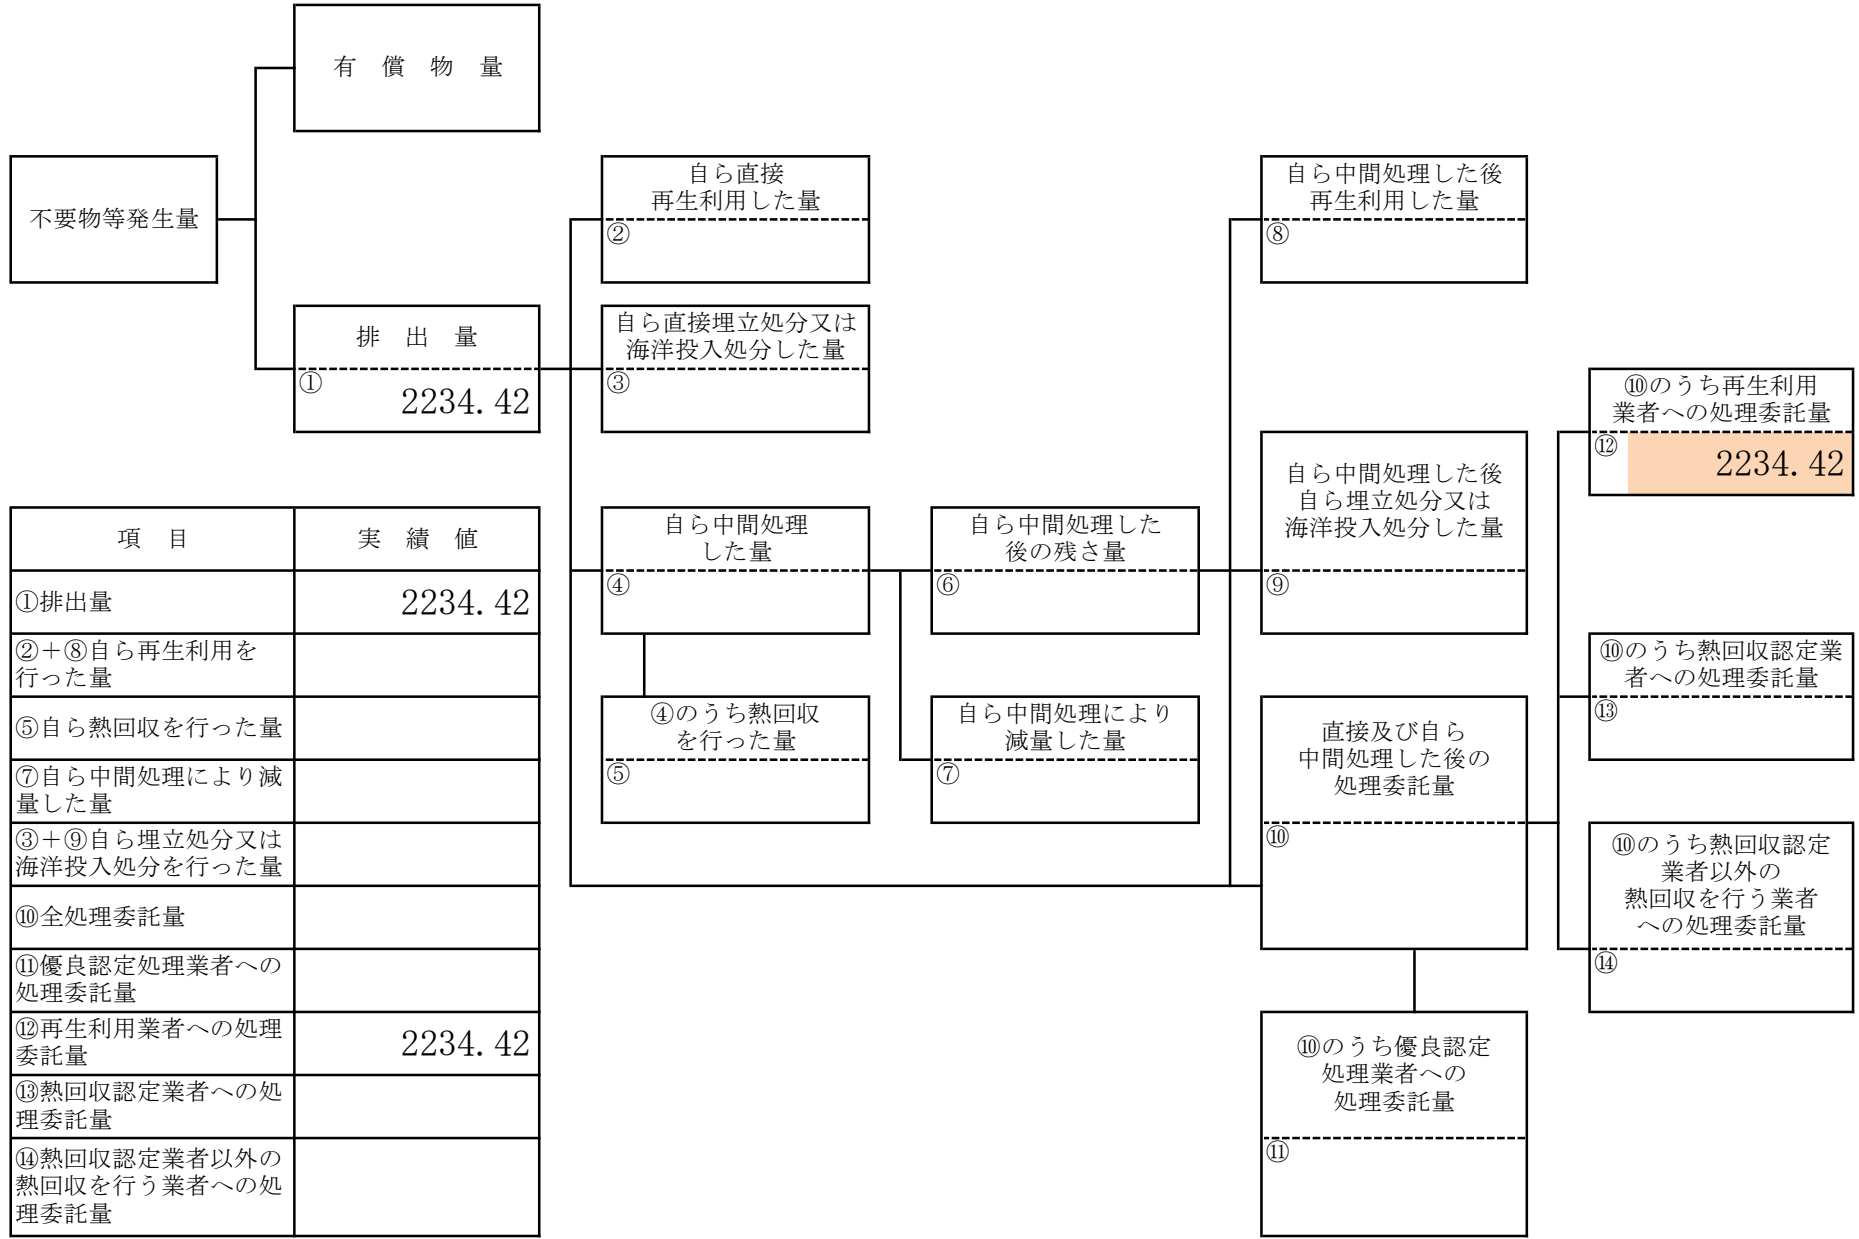 有　償　物　量
不要物等発生量
排　出　量
①
2234.42
自ら直接
再生利用した量
②
自ら直接埋立処分又は
海洋投入処分した量
③
自ら中間処理
した量
④
④のうち熱回収
を行った量
⑤
自ら中間処理した
後の残さ量
⑥
自ら中間処理により
減量した量
⑦
自ら中間処理した後
再生利用した量
⑧
自ら中間処理した後
自ら埋立処分又は
海洋投入処分した量
⑨
直接及び自ら
中間処理した後の
処理委託量
⑩
⑩のうち優良認定
処理業者への
処理委託量
⑪
⑩のうち再生利用
業者への処理委託量
⑫
2234.42
⑩のうち熱回収認定業
者への処理委託量
⑬
⑩のうち熱回収認定
業者以外の
熱回収を行う業者
への処理委託量
⑭
項　目　実　績　値
①排出量　2234.42
②＋⑧自ら再生利用を
行った量
⑤自ら熱回収を行った量
⑦自ら中間処理により減
量した量
③＋⑨自ら埋立処分又は
海洋投入処分を行った量
⑩全処理委託量
⑪優良認定処理業者への
処理委託量
⑫再生利用業者への処理
委託量
2234.42
⑬熱回収認定業者への処
理委託量
⑭熱回収認定業者以外の
熱回収を行う業者への処
理委託量